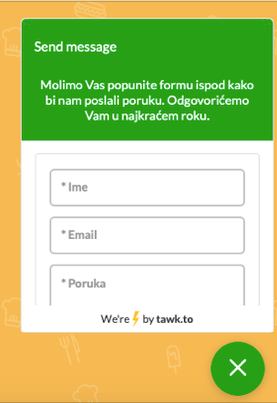 Send message
Molimo Vas popunite formu ispod kako
bi nam poslali poruku. Odgovorićemo
Vam u najkraćem roku.
* Ime
* Email
* Poruka
We're ⚡ by tawk.to